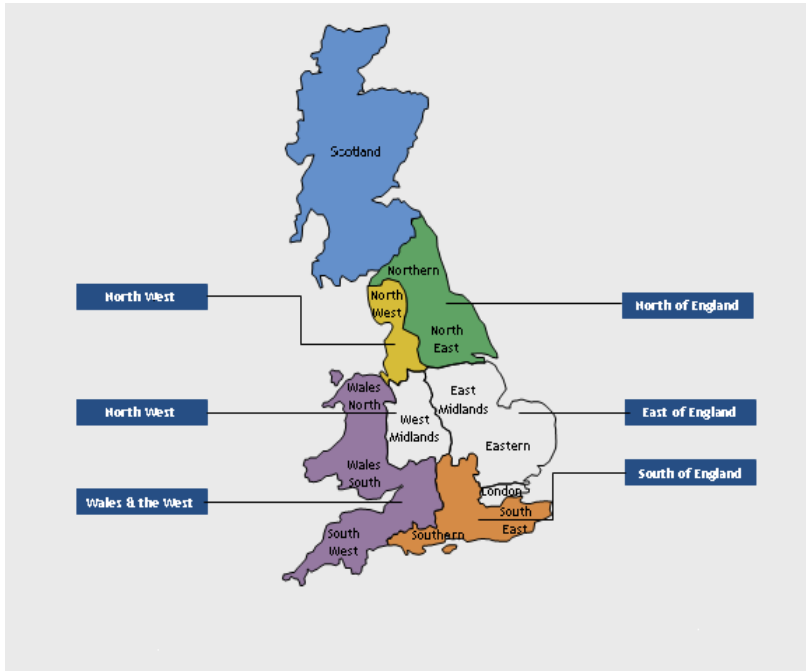 Scotland
Northern
North West
North
West
North of England
North
East
Wales
North
East
Midlands
North West
West
Midlands
East of England
Eastern
Wales
South
South of England
London
Wales & the West
South
East
South
West
Southern